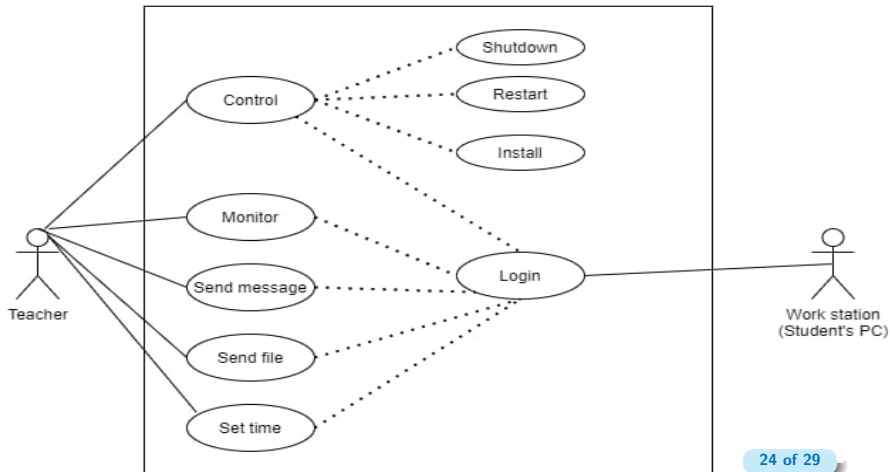 Shutdown
Control
Restart
Install
Monitor
Login
Send message
Teacher
Work station
(Student's PC)
Send file
Set time
24 of 29